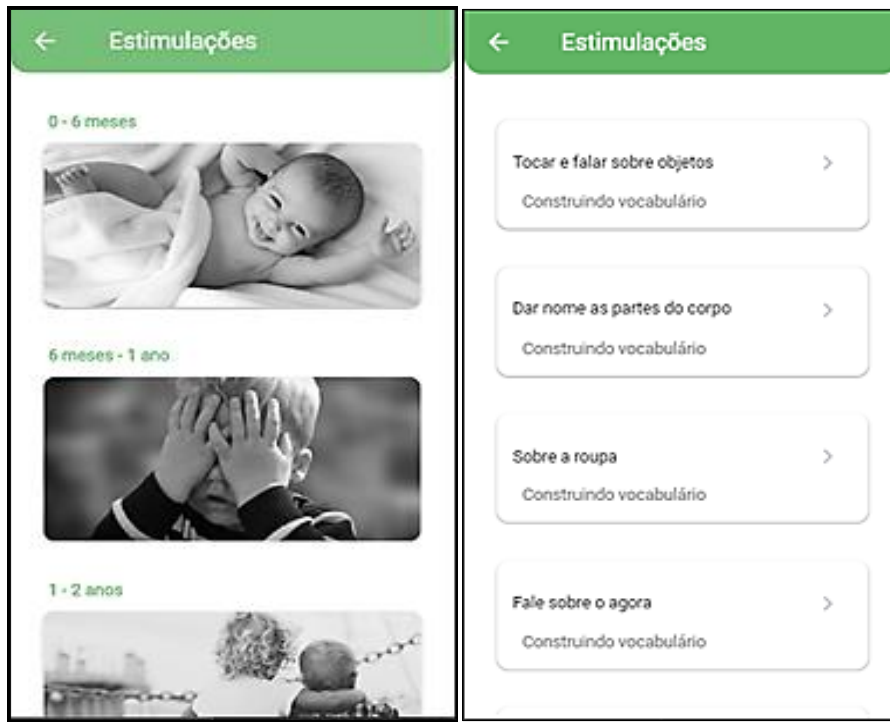 Estimulações
0 - 6 meses
6 meses - 1 ano
1 - 2 anos
Estimulações
Tocar e falar sobre objetos
Construindo vocabulário
Dar nome as partes do corpo
Construindo vocabulário
Sobre a roupa
Construindo vocabulário
Fale sobre o agora
Construindo vocabulário